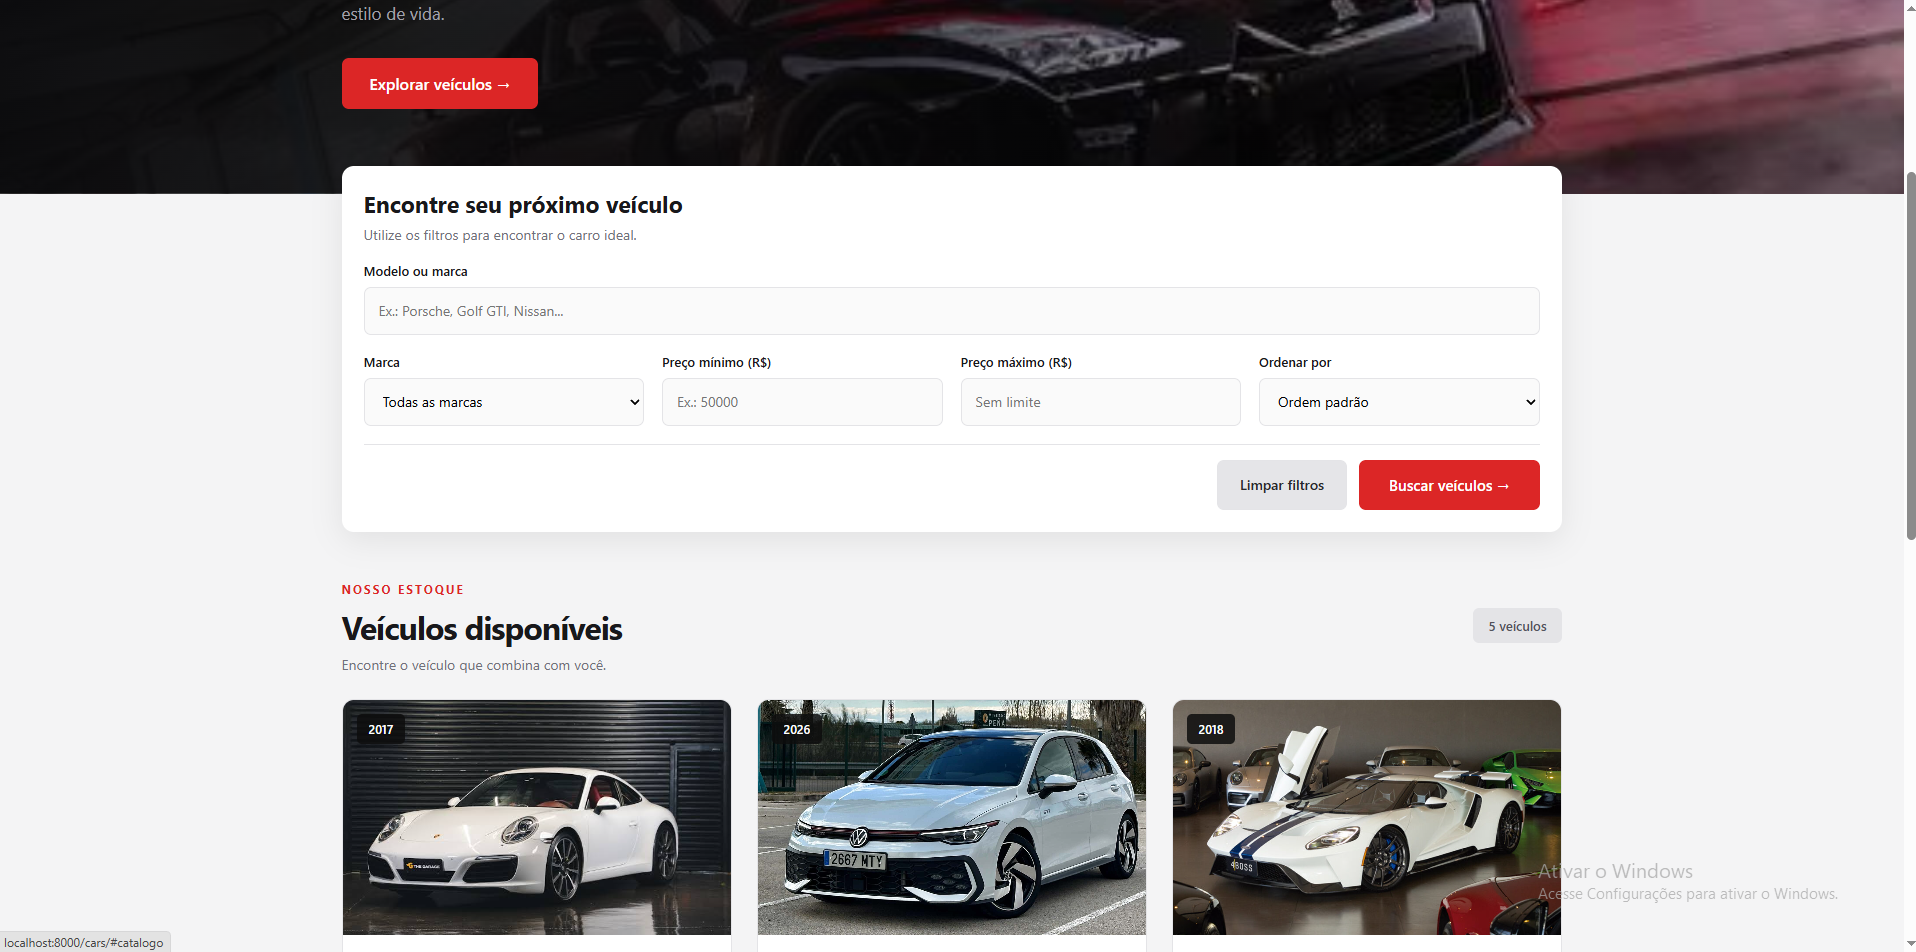 estilo de vida.
Explorar veículos →
Encontre seu próximo veículo
Utilize os filtros para encontrar o carro ideal.
Modelo ou marca
Ex.: Porsche, Golf GTI, Nissan...
Marca
Preço mínimo (R$)
Preço máximo (R$)
Ordenar por
Todas as marcas
Ex.: 50000
Sem limite
Ordem padrão
Limpar filtros
Buscar veículos →
NOSSO ESTOQUE
Veículos disponíveis
5 veículos
Encontre o veículo que combina com você.
2017
2026
2018
THE GARAGE
PEÑA
2667 MTY
Ativar o Windows
Acesse Configurações para ativar o Windows.
localhost:8000/cars/#catalogo